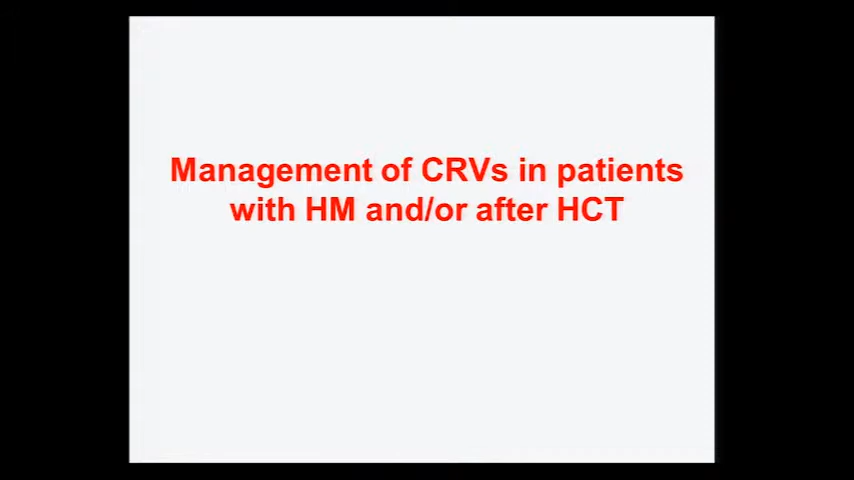 Management of CRVs in patients
with HM and/or after HCT